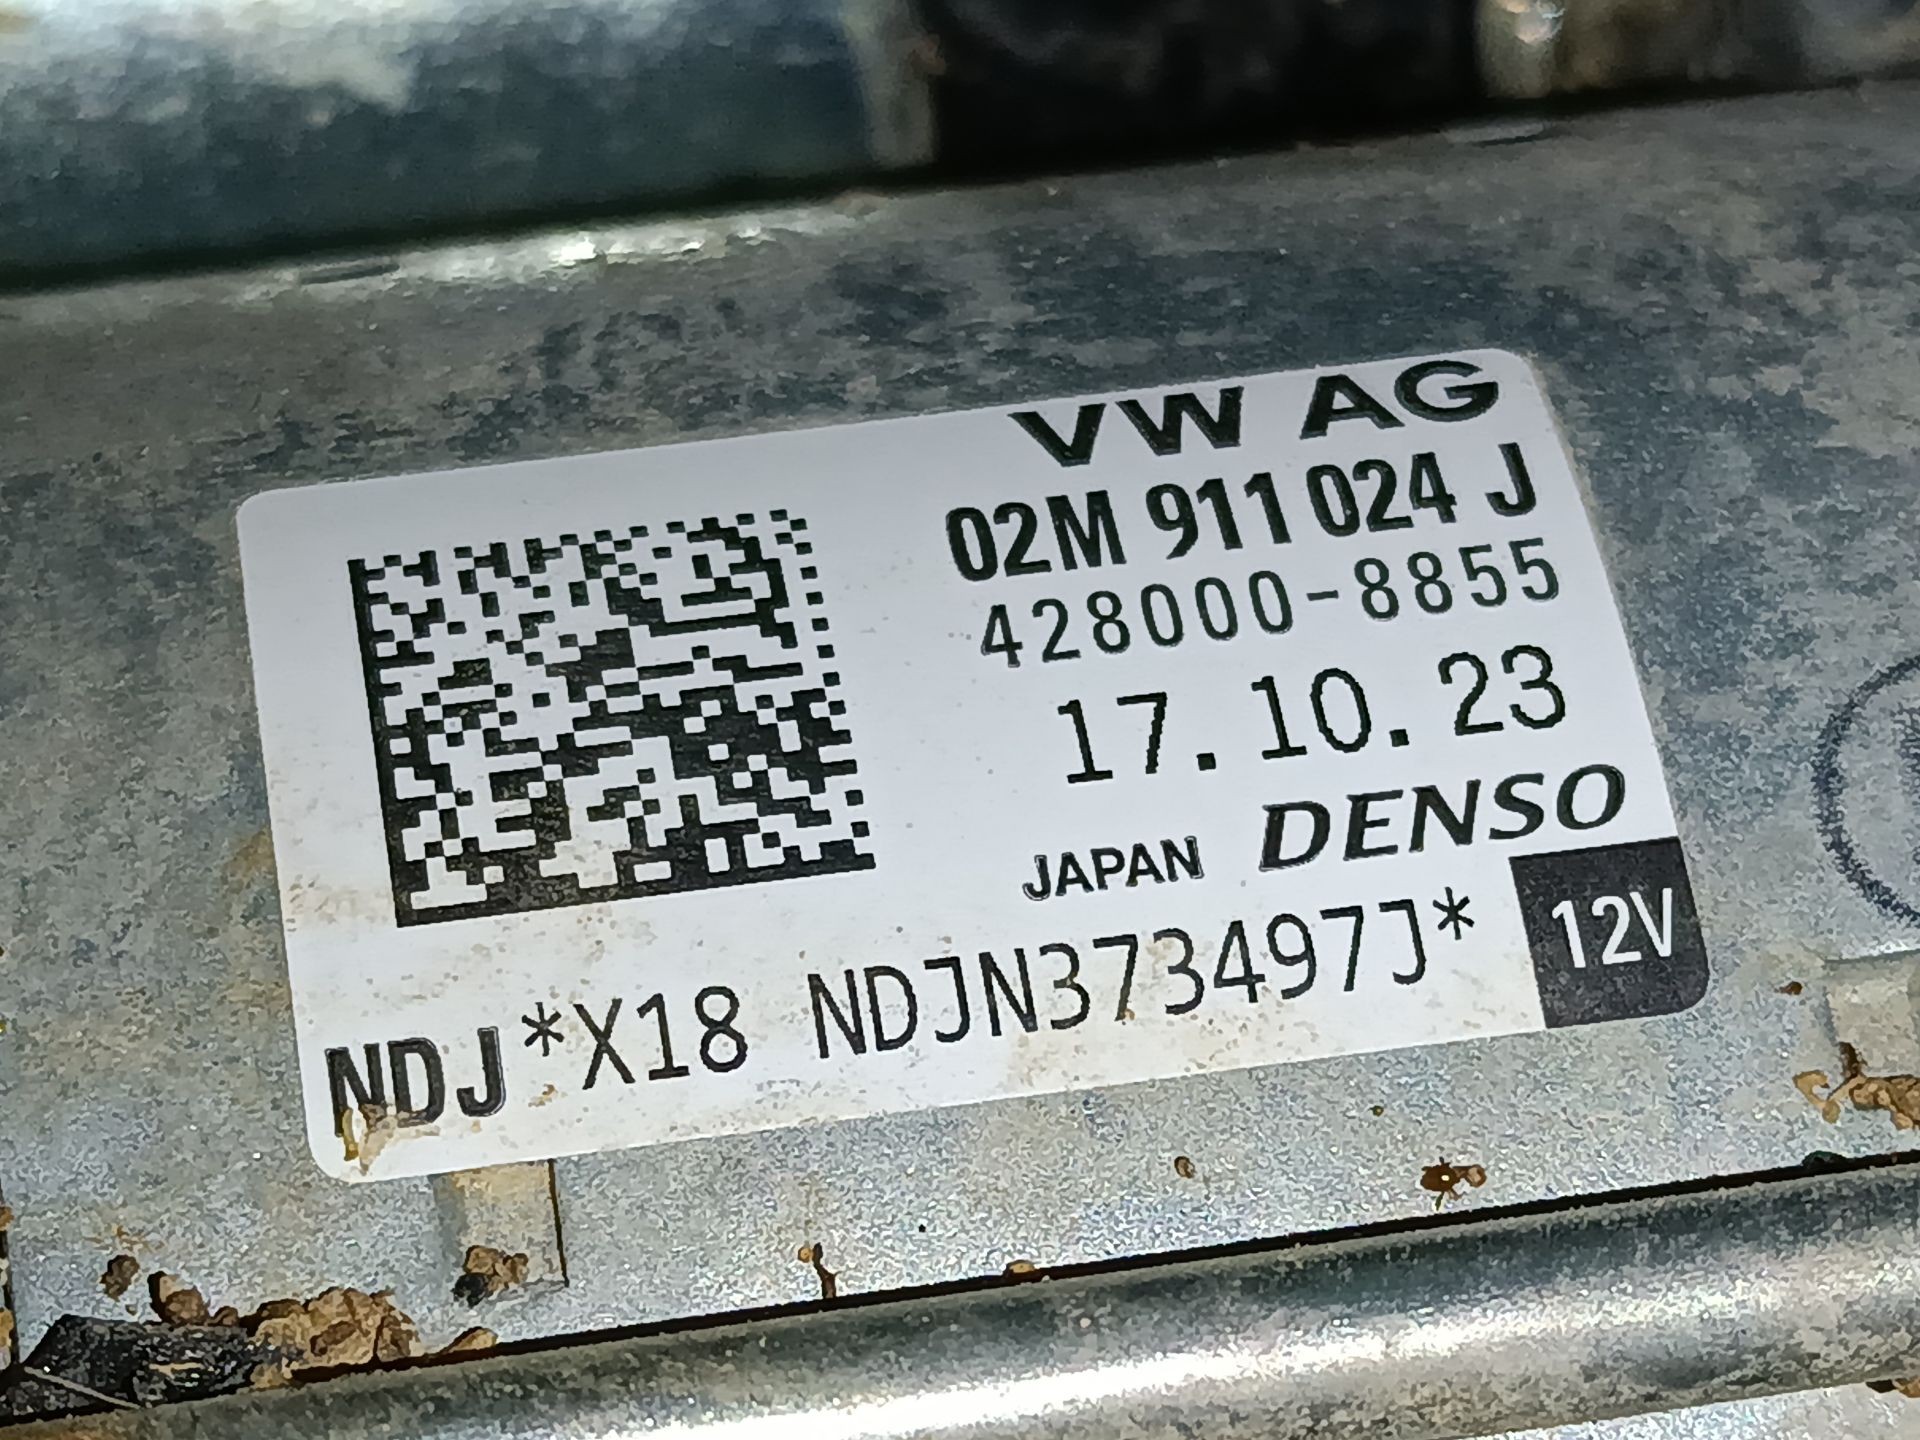 VW AG
02M 911 024 J
428000-8855
17.10.23
JAPAN DENSO
NDJ *X18 NDJN373497J* 12V